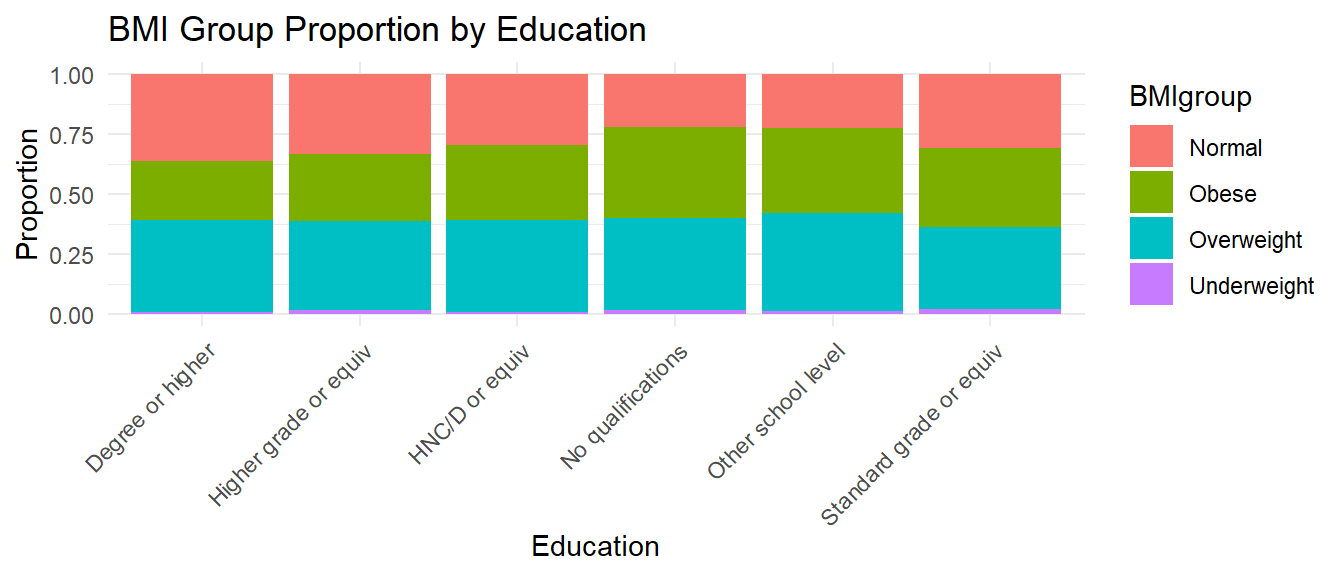 BMI Group Proportion by Education
Proportion
1.00
0.75
0.50
0.25
0.00
Degree or higher
Higher grade or equiv
HNC/D or equiv
No qualifications
Other school level
Standard grade or equiv
Education
BMIgroup
Normal
Obese
Overweight
Underweight